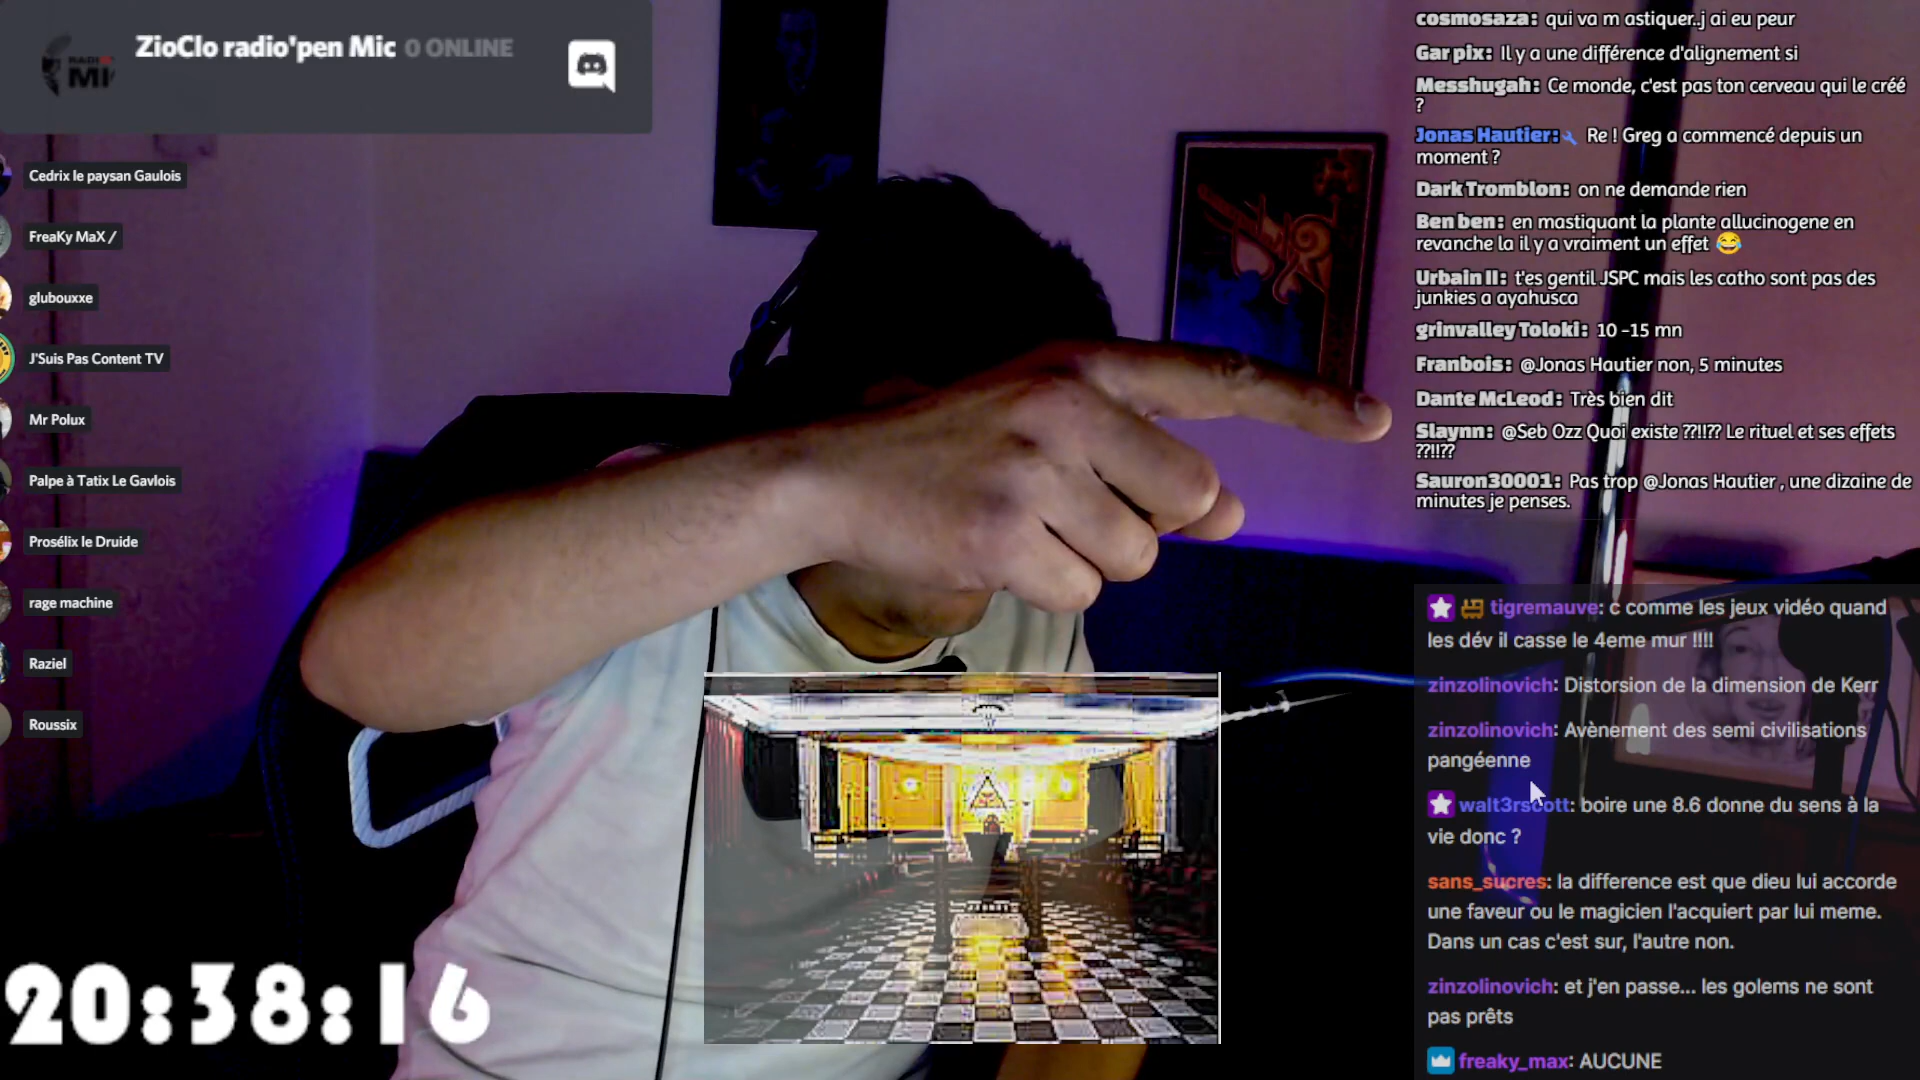 RADIO
MI
ZioClo radio'pen Mic 0 ONLINE
Cedrix le paysan Gaulois
FreaKy MaX /
glubouxxe
J'Suis Pas Content TV
Mr Polux
Palpe à Tatix Le Gavlois
Prosélix le Druide
rage machine
Raziel
Roussix
20:38:16
cosmosaza: qui va m astiquer..j ai eu peur
Gar pix: Il y a une différence d'alignement si
Messhugah: Ce monde, c'est pas ton cerveau qui le créé
?
Jonas Hautier: Re ! Greg a commencé depuis un
moment ?
Dark Tromblon: on ne demande rien
Ben ben: en mastiquant la plante allucinogene en
revanche la il y a vraiment un effet 😂
Urbain II: t'es gentil JSPC mais les catho sont pas des
junkies a ayahusca
grinvalley Toloki: 10 -15 mn
Franbois: @Jonas Hautier non, 5 minutes
Dante McLeod: Très bien dit
Slaynn: @Seb Ozz Quoi existe ??!!?? Le rituel et ses effets
??!!??
Sauron30001: Pas trop @Jonas Hautier , une dizaine de
minutes je penses.
tigremauve: c comme les jeux vidéo quand
les dév il casse le 4eme mur !!!!
zinzolinovich: Distorsion de la dimension de Kerr
zinzolinovich: Avènement des semi civilisations
pangéenne
walt3rscott: boire une 8.6 donne du sens à la
vie donc ?
sans_sucres: la difference est que dieu lui accorde
une faveur ou le magicien l'acquiert par lui meme.
Dans un cas c'est sur, l'autre non.
zinzolinovich: et j'en passe... les golems ne sont
pas prêts
freaky_max: AUCUNE